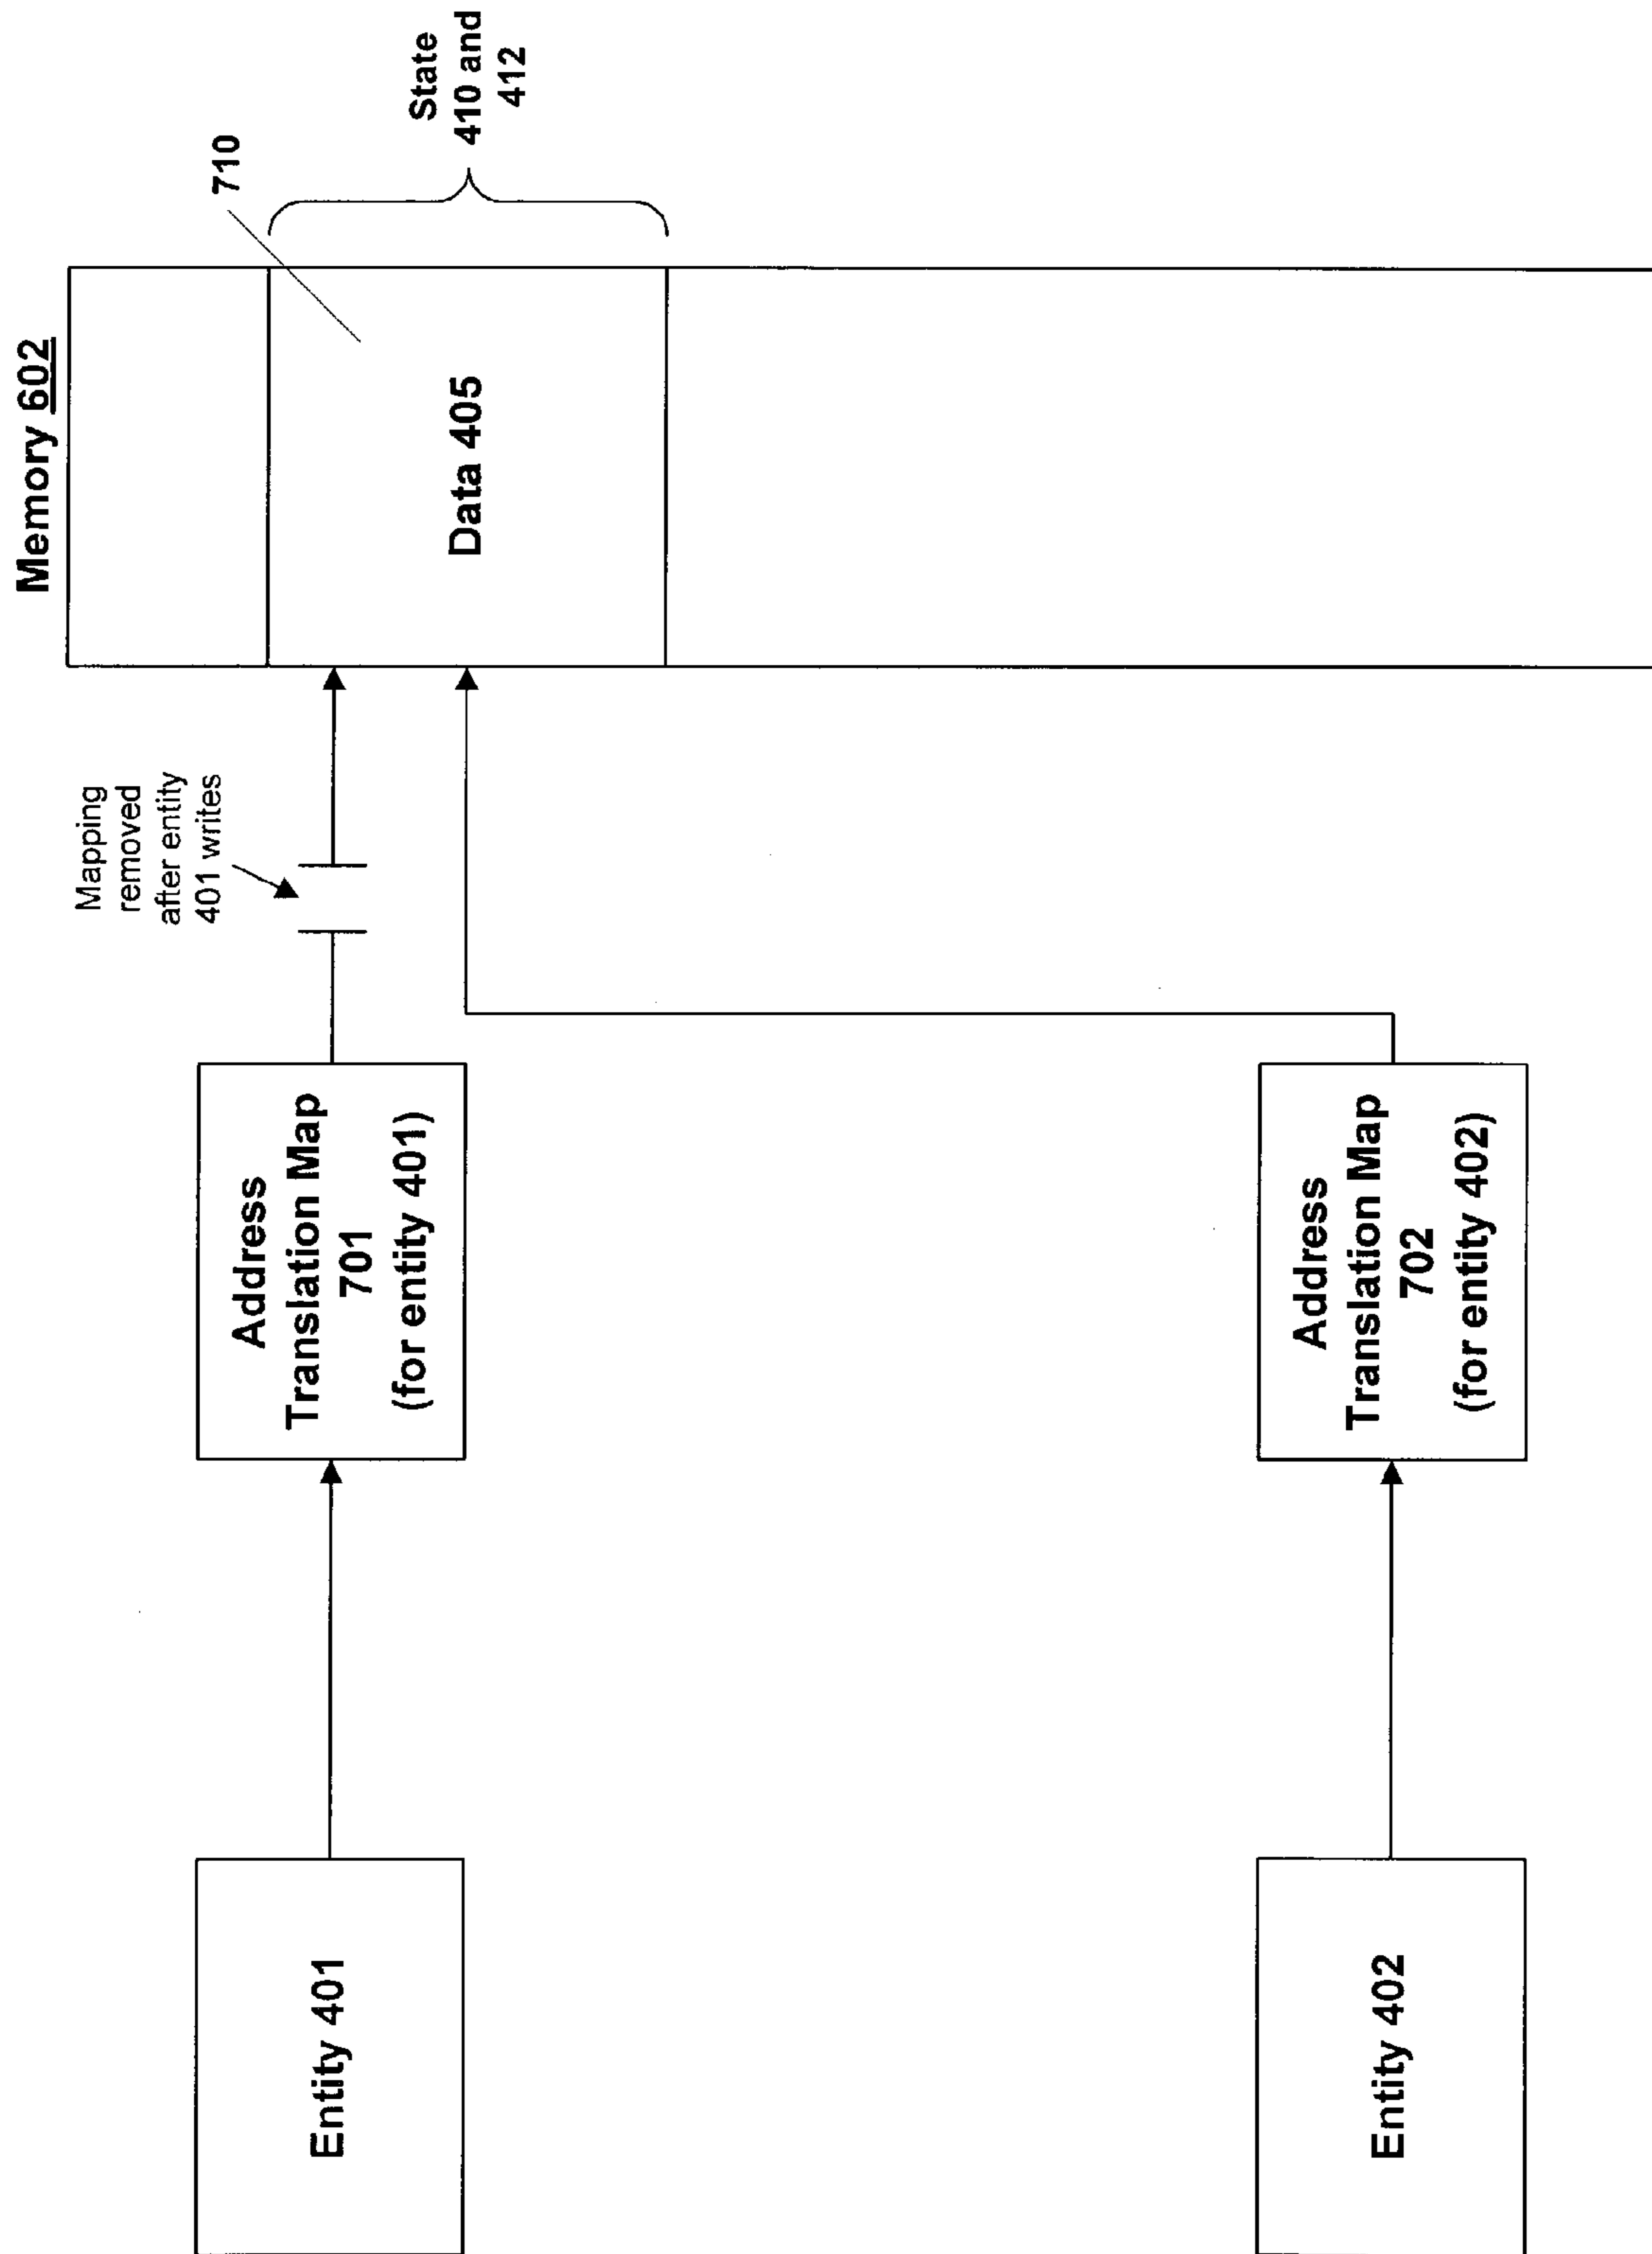 Memory 602
710
State
410 and
412
Data 405
Mapping
removed
after entity
401 writes
Address
Translation Map
701
(for entity 401)
Entity 401
Address
Translation Map
702
(for entity 402)
Entity 402